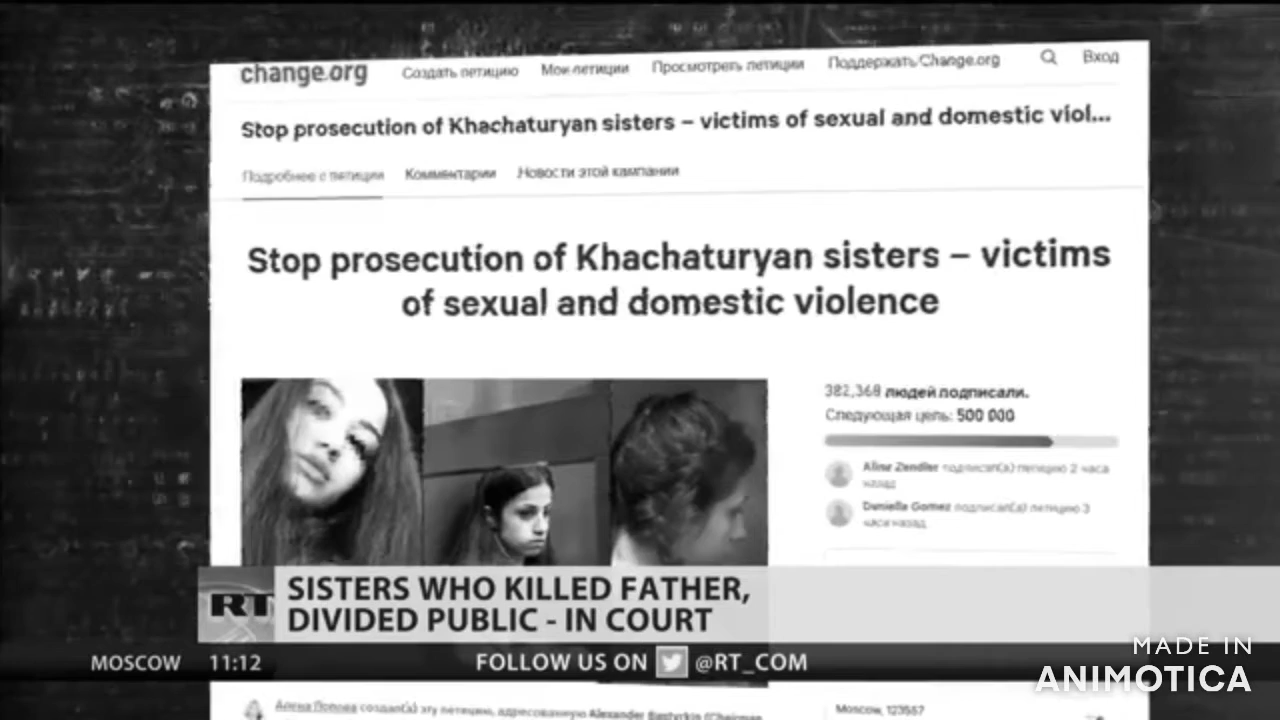 change.org Создать петицию Мои петиции Просмотреть петиции Поддержать Change.org Вход
Stop prosecution of Khachaturyan sisters – victims of sexual and domestic viol...
Подробнее о петиции Комментарии Новости этой кампании
Stop prosecution of Khachaturyan sisters – victims
of sexual and domestic violence
382,368 людей подписали.
Следующая цель: 500 000
Aline Zendler подписал(а) петицию 2 часа
назад
Daniella Gomez подписал(а) петицию 3
часа назад
RT
SISTERS WHO KILLED FATHER,
DIVIDED PUBLIC - IN COURT
MOSCOW 11:12 FOLLOW US ON @RT_COM
MADE IN
ANIMOTICA
Алена Попова создал(а) эту петицию, адресованную Alexander Bastyrkin (Chairman
Moscow, 123557